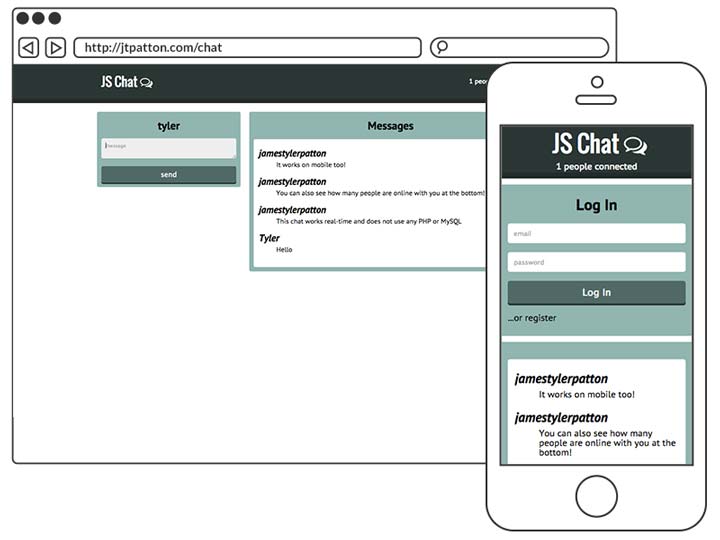 http://jtpatton.com/chat
JS Chat
1 peo
tyler
message
send
Messages
jamestylerpatton
It works on mobile too!
jamestylerpatton
You can also see how many people are online with you at the bottom!
jamestylerpatton
This chat works real-time and does not use any PHP or MySQL
Tyler
Hello
JS Chat
1 people connected
Log In
email
password
Log In
...or register
jamestylerpatton
It works on mobile too!
jamestylerpatton
You can also see how many
people are online with you at the
bottom!